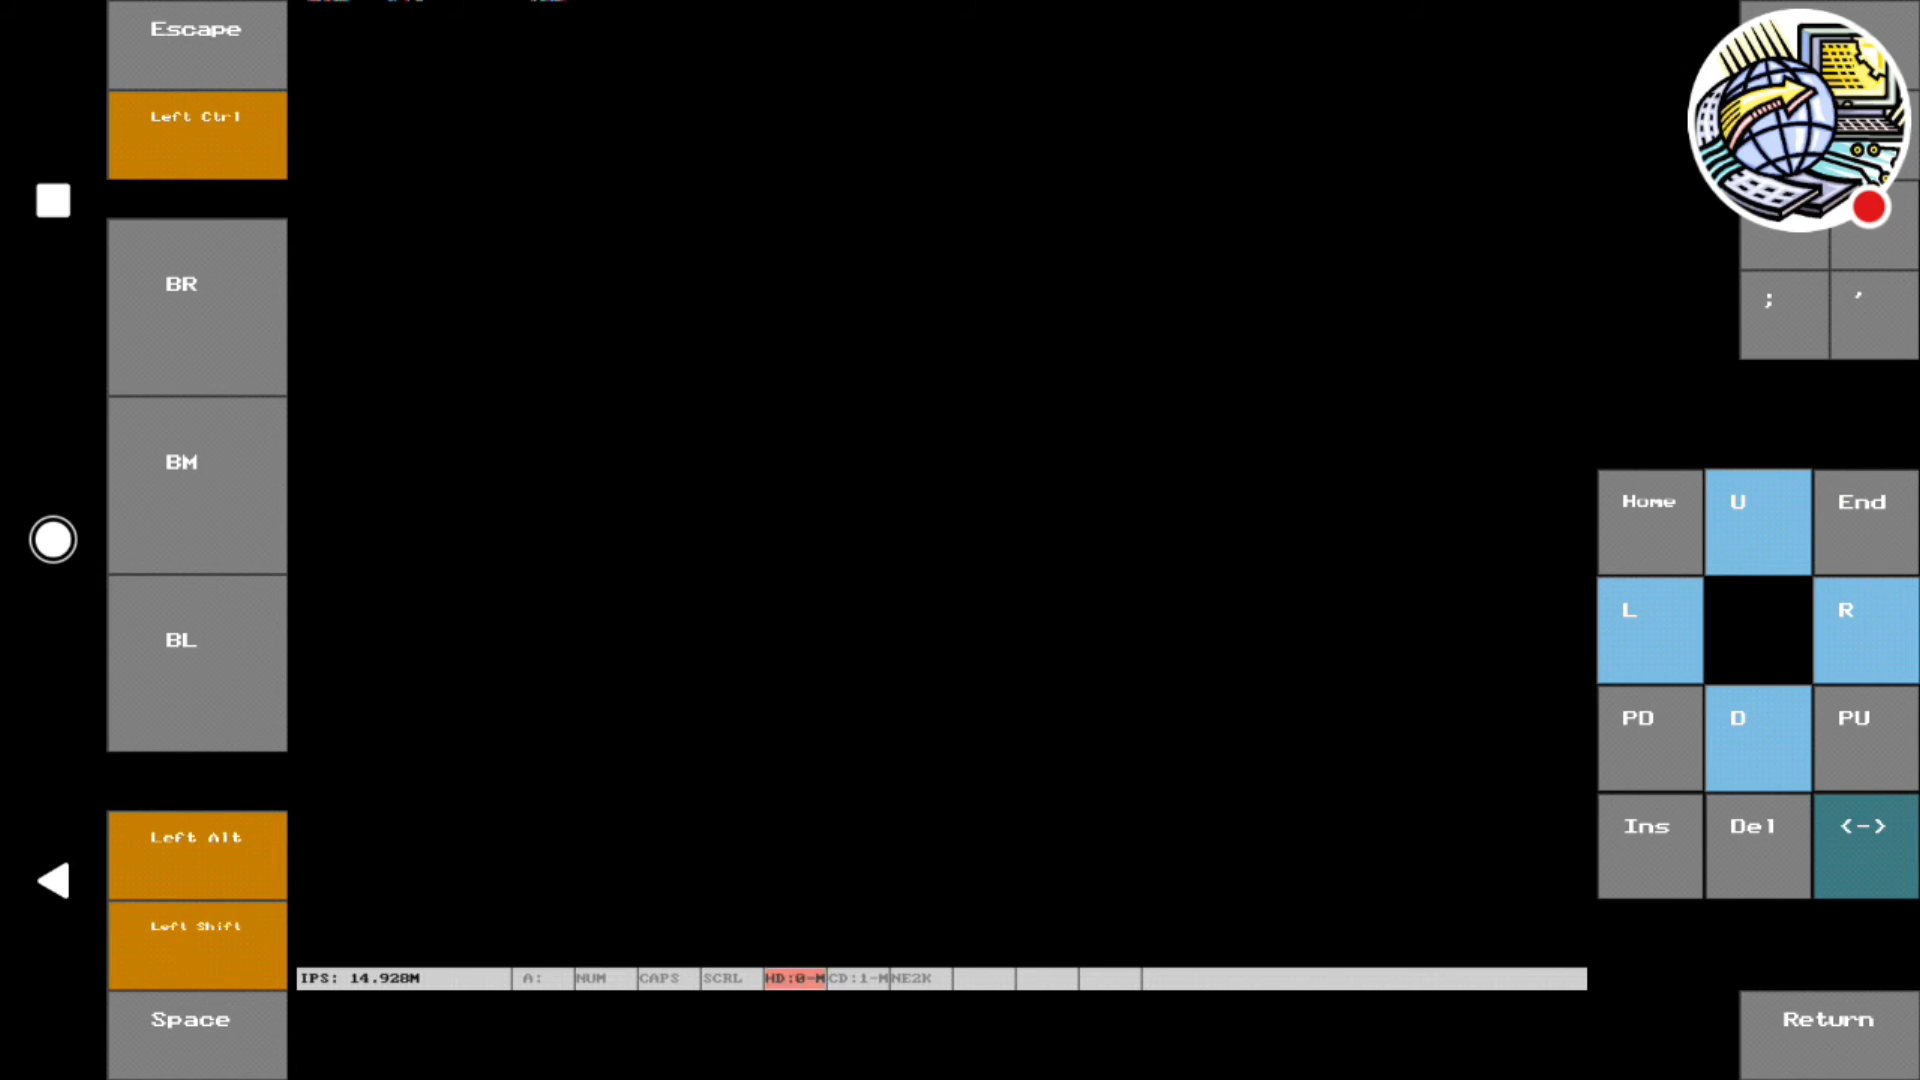 Escape
Left Ctrl
BR
; ’
BM
Home U End
L R
BL
PD D PU
Ins Del <->
Left Alt
Left Shift
IPS: 14.928M A: NUM CAPS SCRL HD:0-M CD:1-M NE2K
Space Return